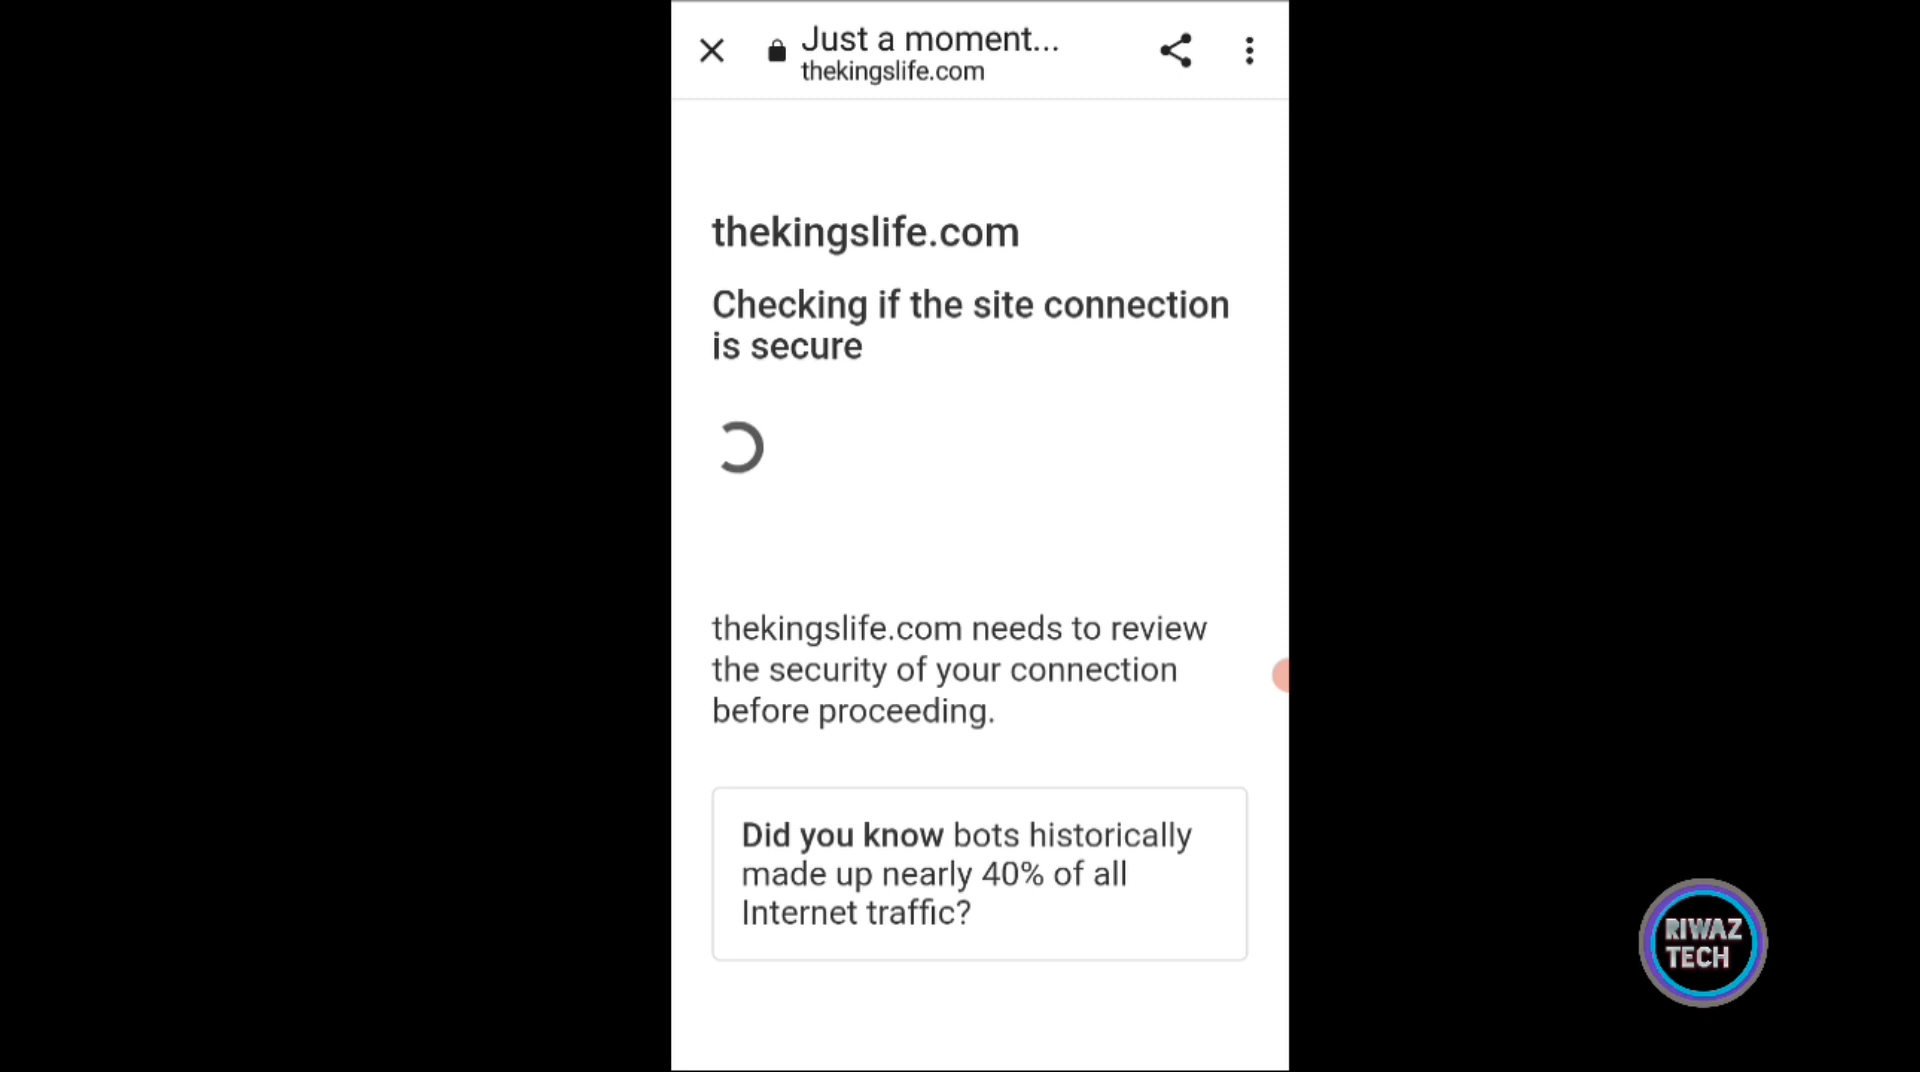 Just a moment...
thekingslife.com
thekingslife.com
Checking if the site connection
is secure
thekingslife.com needs to review
the security of your connection
before proceeding.
Did you know bots historically
made up nearly 40% of all
Internet traffic?
RIWAZ
TECH